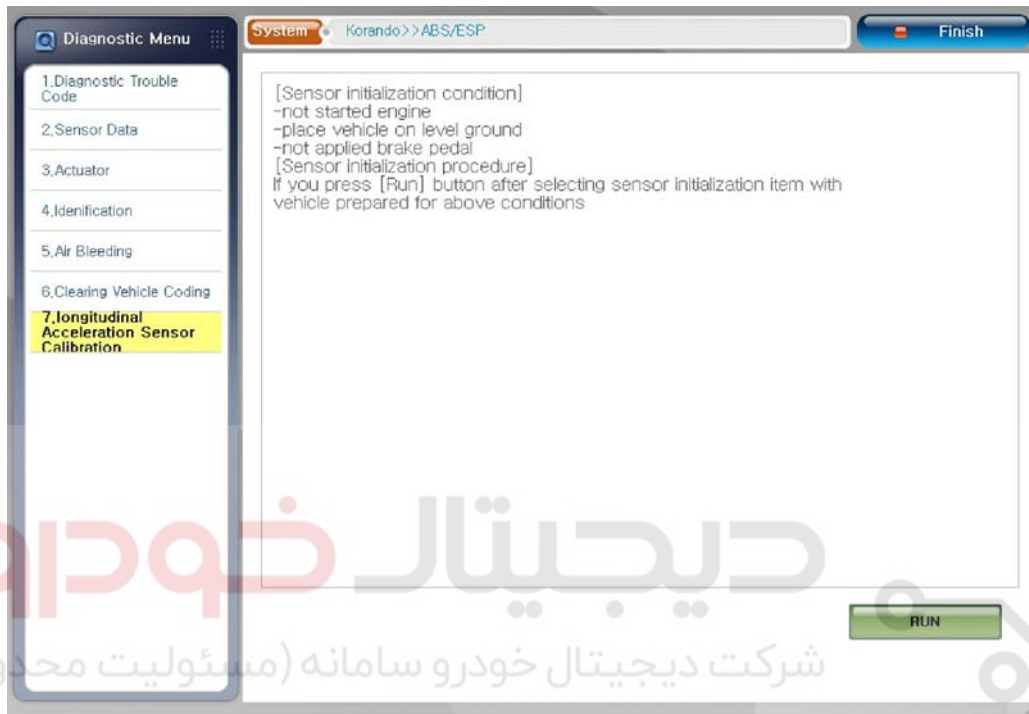 Diagnostic Menu
System
Korando>>ABS/ESP
Finish
1.Diagnostic Trouble
Code
2.Sensor Data
3.Actuator
4.Idenification
5.Air Bleeding
6.Clearing Vehicle Coding
7.longitudinal
Acceleration Sensor
Calibration
[Sensor initialization condition]
-not started engine
-place vehicle on level ground
-not applied brake pedal
[Sensor initialization procedure]
If you press [Run] button after selecting sensor initialization item with
vehicle prepared for above conditions
RUN
دیجیتال خودرو
شرکت دیجیتال خودرو سامانه (مسئولیت